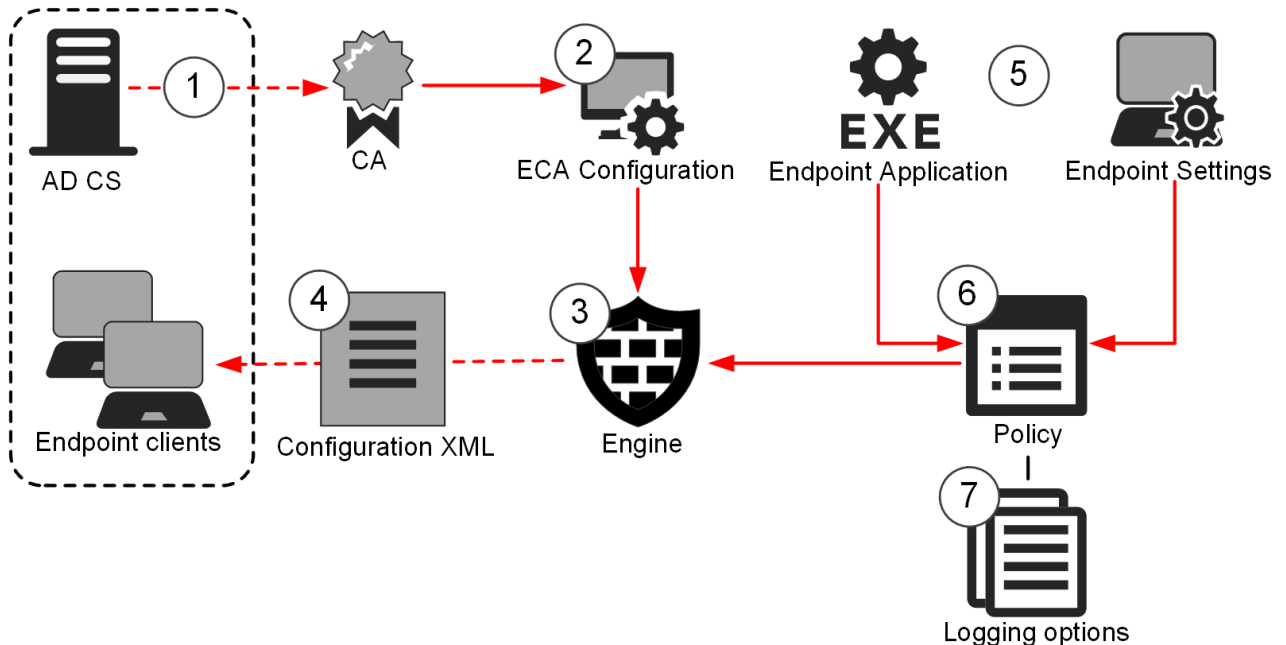 1
2
5
EXE
AD CS
CA
ECA Configuration
Endpoint Application
Endpoint Settings
4
3
6
Endpoint clients
Configuration XML
Engine
Policy
7
Logging options